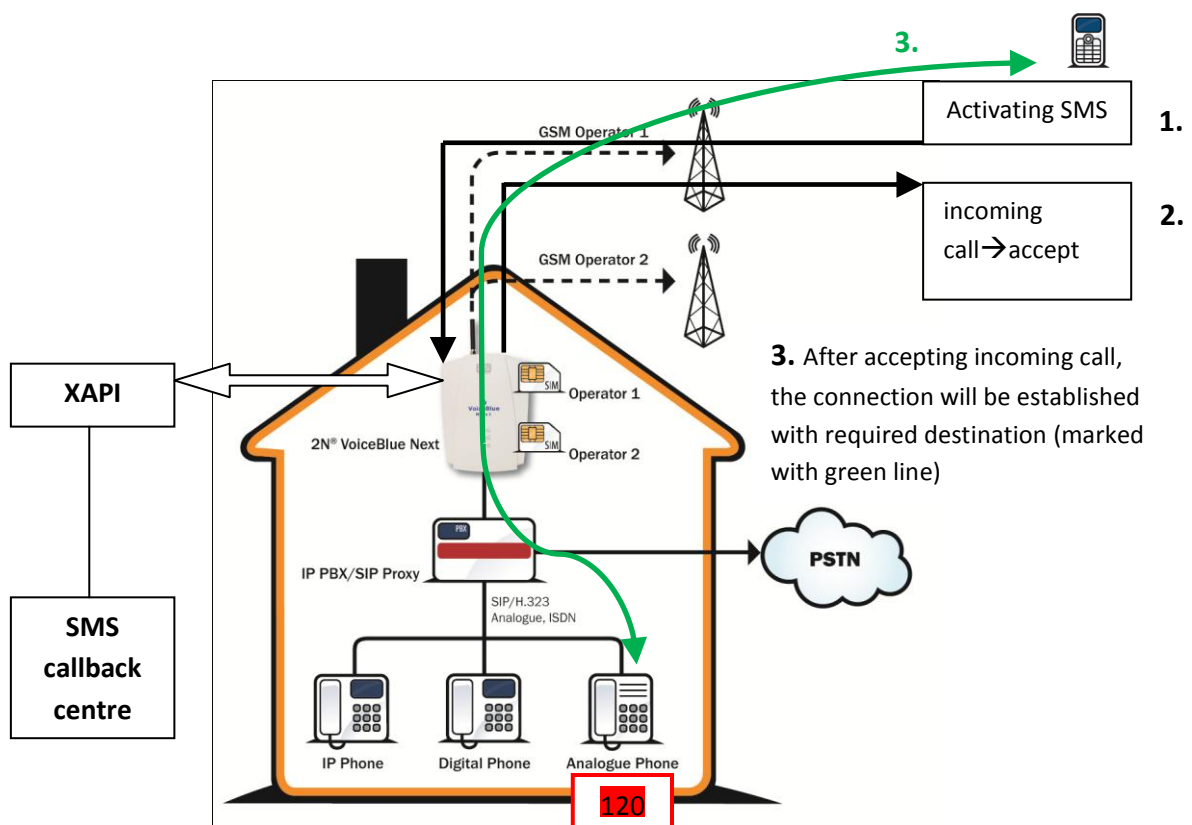 3.
Activating SMS
1.
GSM Operator 1
incoming
call→accept
2.
GSM Operator 2
3. After accepting incoming call,
the connection will be established
with required destination (marked
with green line)
XAPI
SIM
Operator 1
VoiceBlue
2N® VoiceBlue Next
SIM
Operator 2
PBX
IP PBX/SIP Proxy
PSTN
SIP/H.323
Analogue, ISDN
SMS
callback
centre
IP Phone
Digital Phone
Analogue Phone
120